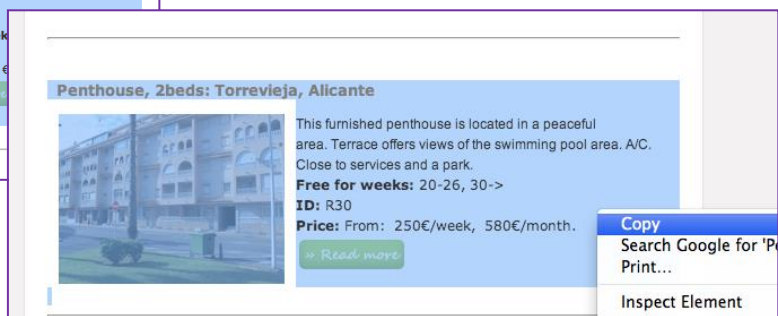 Penthouse, 2beds: Torrevieja, Alicante
This furnished penthouse is located in a peaceful
area. Terrace offers views of the swimming pool area. A/C.
Close to services and a park.
Free for weeks: 20-26, 30->
ID: R30
Price: From: 250€/week, 580€/month.
» Read more
Copy
Search Google for 'P
Print...
Inspect Element